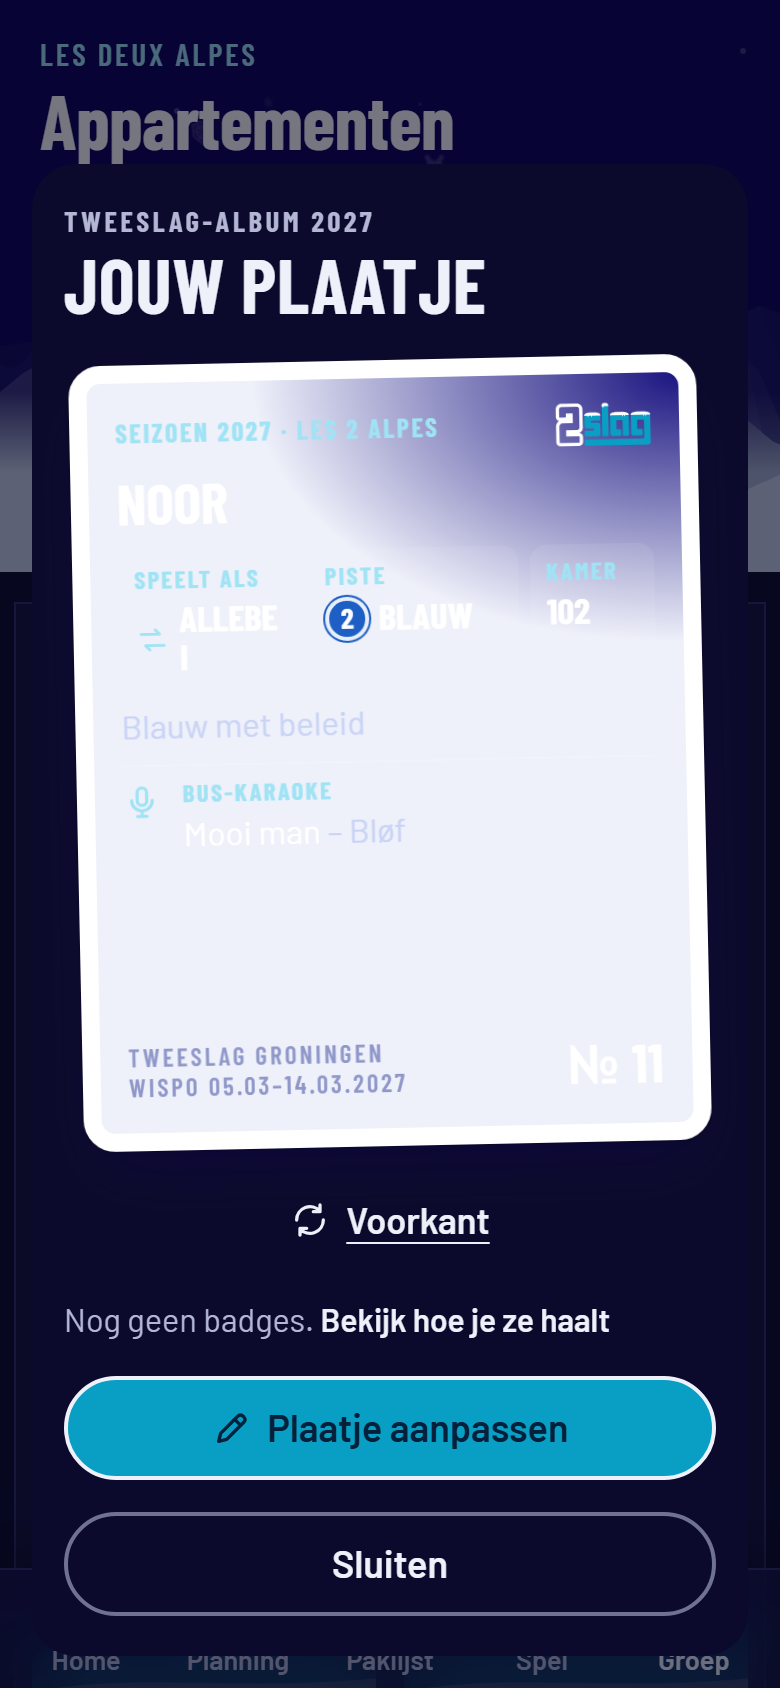 LES DEUX ALPES
Appartementen
TWEESLAG-ALBUM 2027
JOUW PLAATJE
SEIZOEN 2027 · LES 2 ALPES
2slag
NOOR
SPEELT ALS
PISTE
KAMER
ALLEBE
I
2 BLAUW
102
Blauw met beleid
BUS-KARAOKE
Mooi man – Bløf
TWEESLAG GRONINGEN
WISPO 05.03–14.03.2027
№ 11
Voorkant
Nog geen badges. Bekijk hoe je ze haalt
Plaatje aanpassen
Sluiten
Home Planning Paklijst Spel Groep